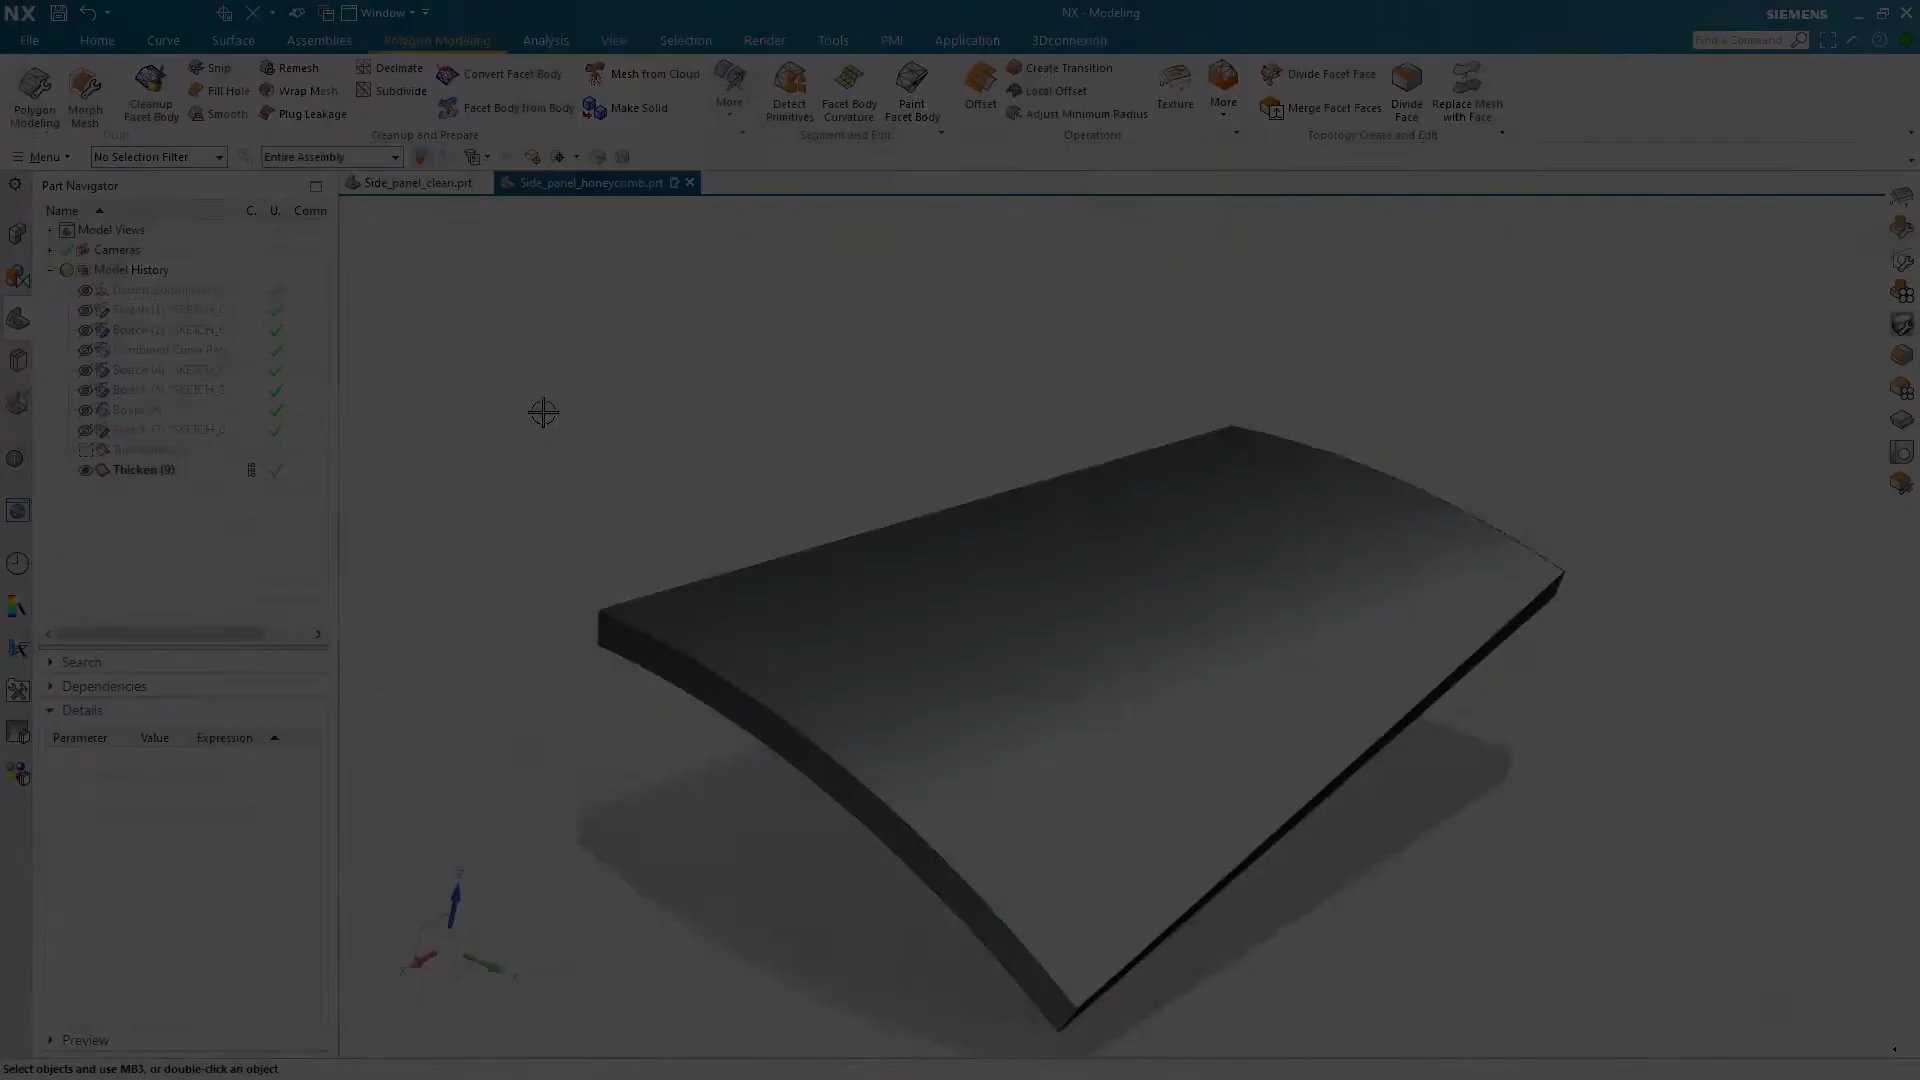 NX
Window
NX - Modeling
SIEMENS
File
Home
Curve
Surface
Assemblies
Polygon Modeling
Analysis
View
Selection
Render
Tools
PMI
Application
3Dconnexion
Find a Command
Polygon Modeling
Morph Mesh
Cleanup Facet Body
Snip
Fill Hole
Smooth
Remesh
Wrap Mesh
Plug Leakage
Decimate
Subdivide
Convert Facet Body
Facet Body from Body
Mesh from Cloud
Make Solid
More
Detect Primitives
Facet Body Curvature
Paint Facet Body
Offset
Create Transition
Local Offset
Adjust Minimum Radius
Texture
More
Divide Facet Face
Merge Facet Faces
Divide Face
Replace Mesh with Face
Cleanup and Prepare
Segment and Edit
Operations
Topology Create and Edit
Menu
No Selection Filter
Entire Assembly
Part Navigator
Side_panel_clean.prt
Side_panel_honeycomb.prt
Name
C.
U.
Comn
Model Views
Cameras
Model History
Thicken (9)
Search
Dependencies
Details
Parameter
Value
Expression
Preview
Select objects and use MB3, or double-click an object